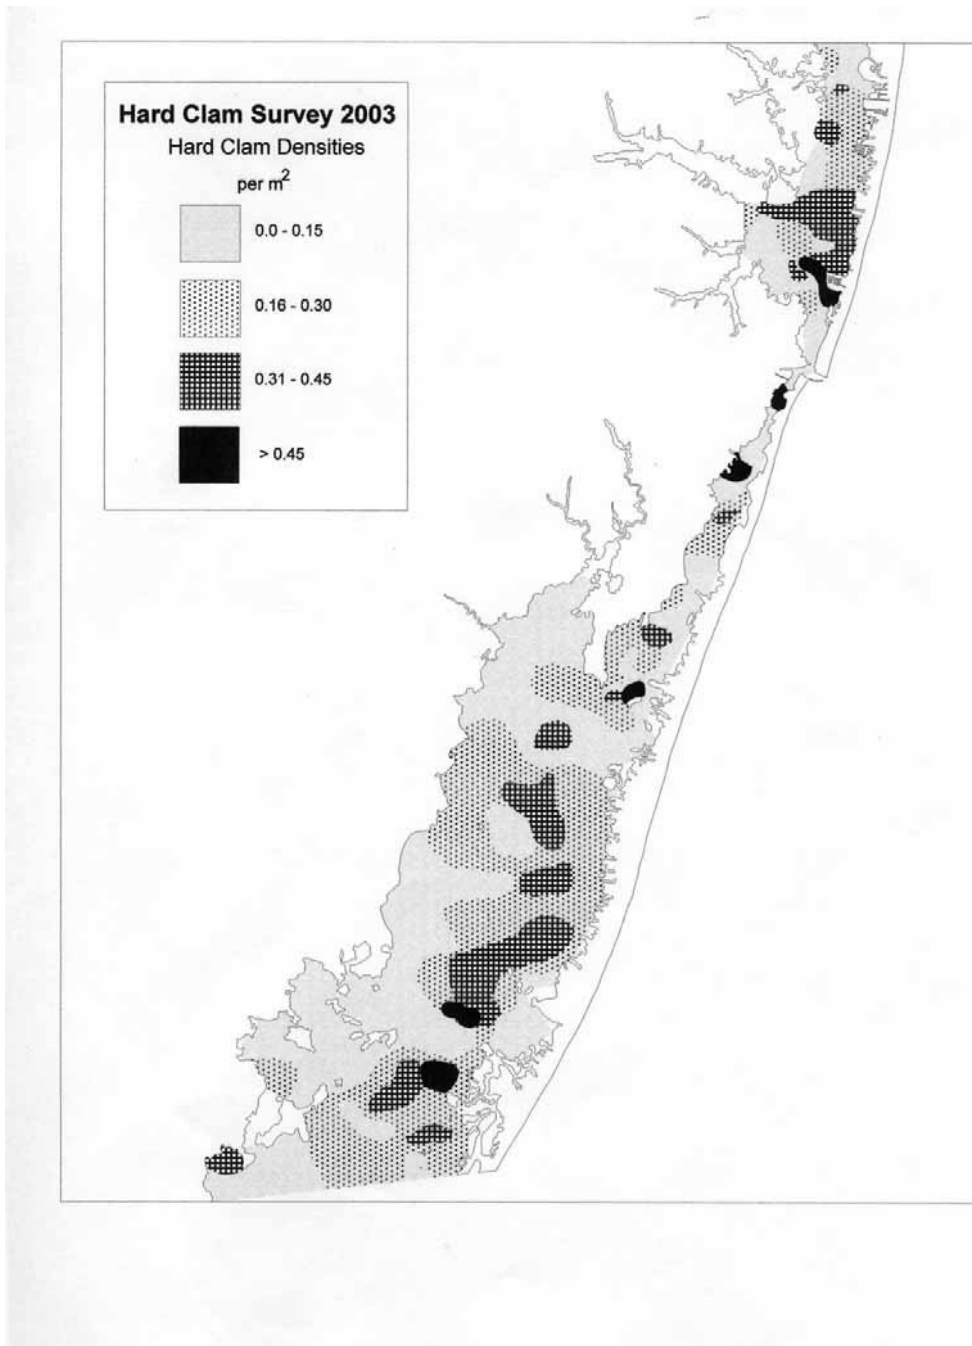 Hard Clam Survey 2003
Hard Clam Densities
per m²
0.0 - 0.15
0.16 - 0.30
0.31 - 0.45
> 0.45